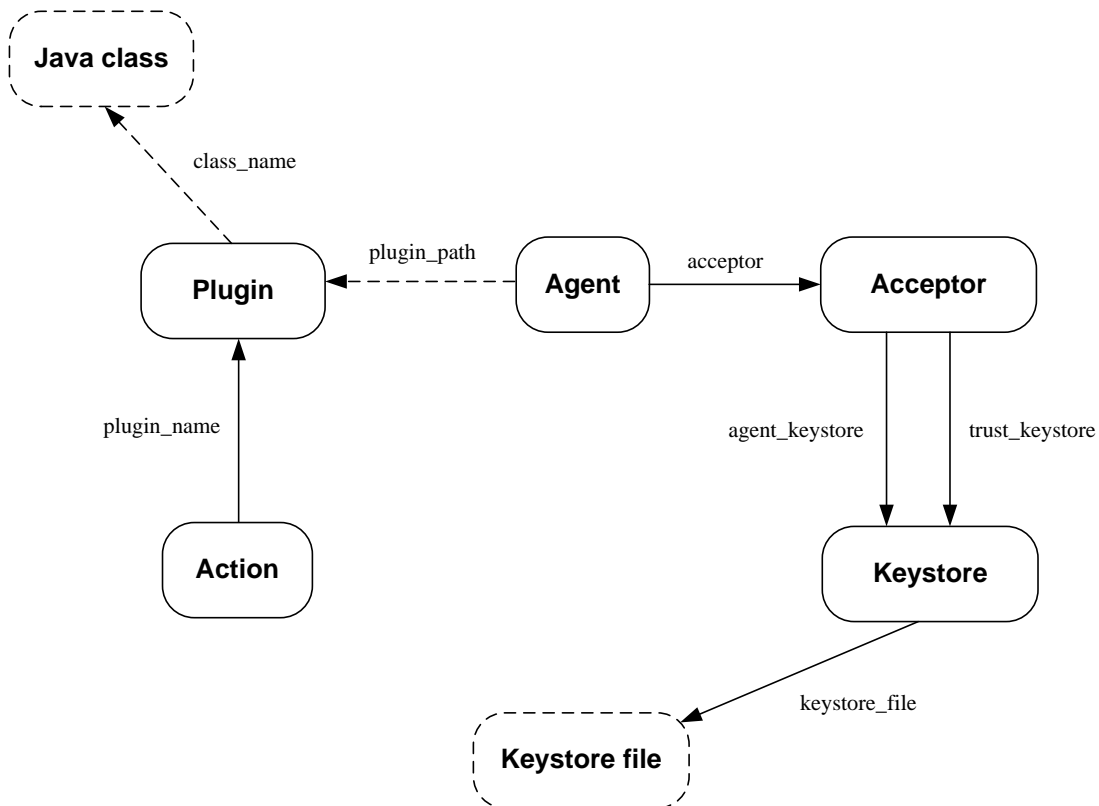 Java class
class_name
plugin_path
acceptor
Plugin
Agent
Acceptor
plugin_name
agent_keystore
trust_keystore
Action
Keystore
keystore_file
Keystore file